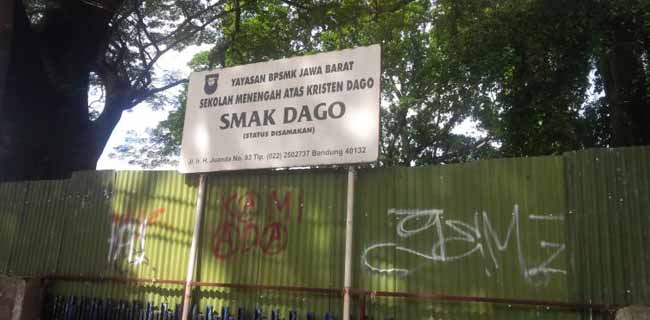 YAYASAN BPSMK JAWA BARAT
SEKOLAH MENENGAH ATAS KRISTEN DAGO
SMAK DAGO
(STATUS DISAMAKAN)
Jl. Ir. H. Juanda No. 93 Tlp. (022) 2502737 Bandung 40132
KAMI
ADA